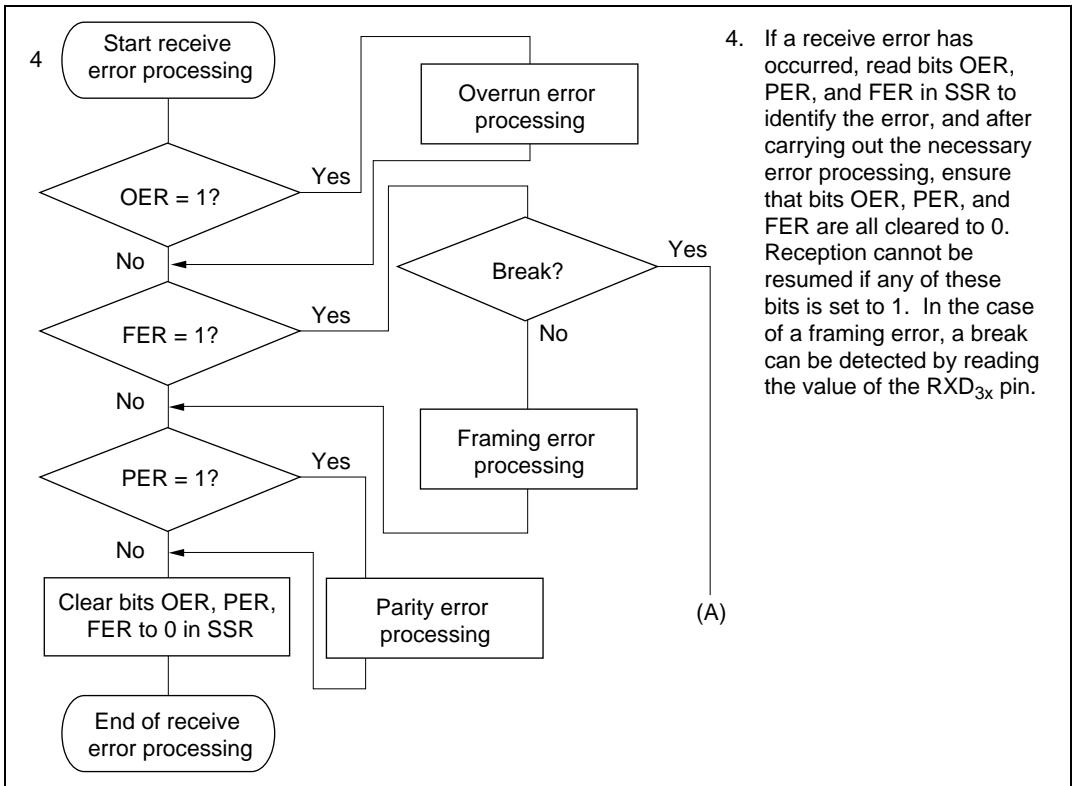 4
Start receive
error processing
Overrun error
processing
Yes
OER = 1?
No
Yes
Break?
Yes
FER = 1?
No
No
Framing error
processing
Yes
PER = 1?
No
Clear bits OER, PER,
FER to 0 in SSR
Parity error
processing
(A)
End of receive
error processing
4. If a receive error has
occurred, read bits OER,
PER, and FER in SSR to
identify the error, and after
carrying out the necessary
error processing, ensure
that bits OER, PER, and
FER are all cleared to 0.
Reception cannot be
resumed if any of these
bits is set to 1. In the case
of a framing error, a break
can be detected by reading
the value of the RXD3x pin.